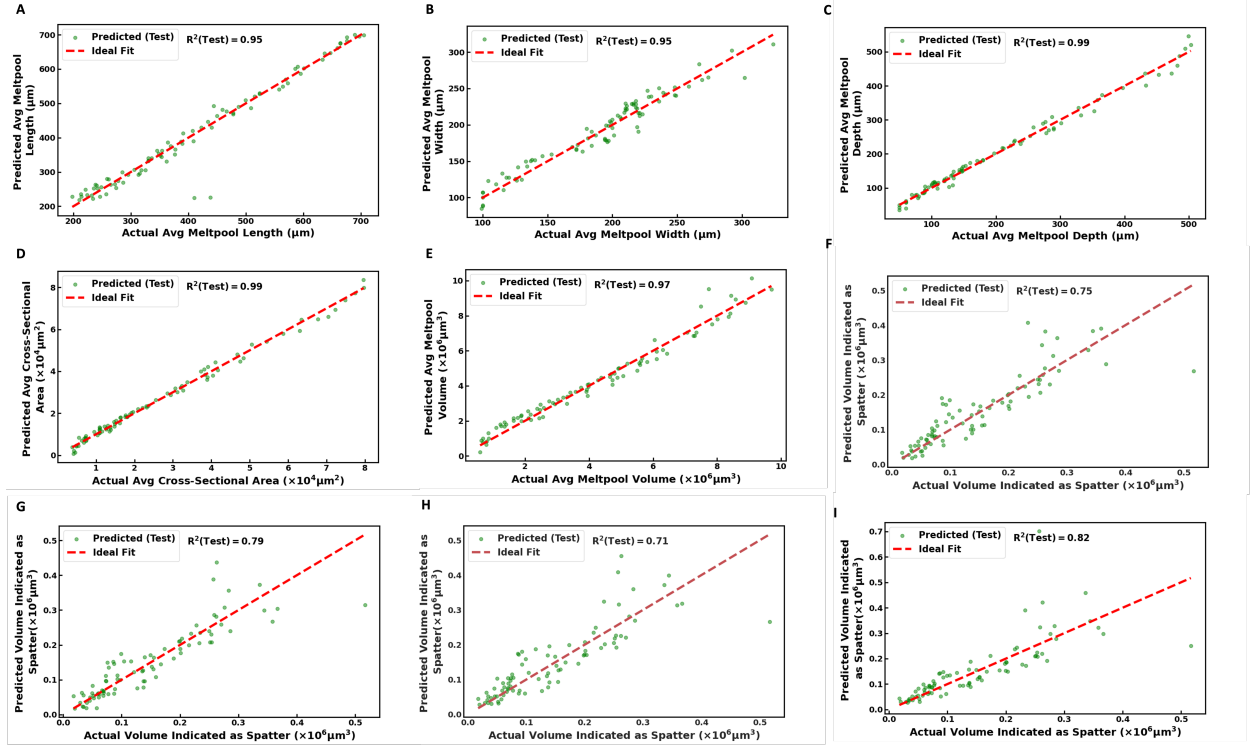 A
Predicted (Test)
Ideal Fit
R²(Test) = 0.95
700
600
500
400
300
200
200 300 400 500 600 700
Predicted Avg Meltpool
Length (μm)
Actual Avg Meltpool Length (μm)
B
Predicted (Test)
Ideal Fit
R²(Test) = 0.95
300
250
200
150
100
100 150 200 250 300
Predicted Avg Meltpool
Width (μm)
Actual Avg Meltpool Width (μm)
C
Predicted (Test)
Ideal Fit
R²(Test) = 0.99
500
400
300
200
100
100 200 300 400 500
Predicted Avg Meltpool
Depth (μm)
Actual Avg Meltpool Depth (μm)
D
Predicted (Test)
Ideal Fit
R²(Test) = 0.99
8
6
4
2
0
1 2 3 4 5 6 7 8
Predicted Avg Cross-Sectional
Area (×10⁴μm²)
Actual Avg Cross-Sectional Area (×10⁴μm²)
E
Predicted (Test)
Ideal Fit
R²(Test) = 0.97
10
8
6
4
2
0
2 4 6 8 10
Predicted Avg Meltpool
Volume (×10⁶μm³)
Actual Avg Meltpool Volume (×10⁶μm³)
F
Predicted (Test)
Ideal Fit
R²(Test) = 0.75
0.5
0.4
0.3
0.2
0.1
0.0
0.0 0.1 0.2 0.3 0.4 0.5
Predicted Volume Indicated as
Spatter (×10⁶μm³)
Actual Volume Indicated as Spatter (×10⁶μm³)
G
Predicted (Test)
Ideal Fit
R²(Test) = 0.79
0.5
0.4
0.3
0.2
0.1
0.0
0.0 0.1 0.2 0.3 0.4 0.5
Predicted Volume Indicated as
Spatter(×10⁶μm³)
Actual Volume Indicated as Spatter (×10⁶μm³)
H
Predicted (Test)
Ideal Fit
R²(Test) = 0.71
0.5
0.4
0.3
0.2
0.1
0.0
0.0 0.1 0.2 0.3 0.4 0.5
Predicted Volume Indicated as
Spatter(×10⁶μm³)
Actual Volume Indicated as Spatter (×10⁶μm³)
I
Predicted (Test)
Ideal Fit
R²(Test) = 0.82
0.7
0.6
0.5
0.4
0.3
0.2
0.1
0.0
0.0 0.1 0.2 0.3 0.4 0.5
Predicted Volume Indicated
as Spatter(×10⁶μm³)
Actual Volume Indicated as Spatter (×10⁶μm³)